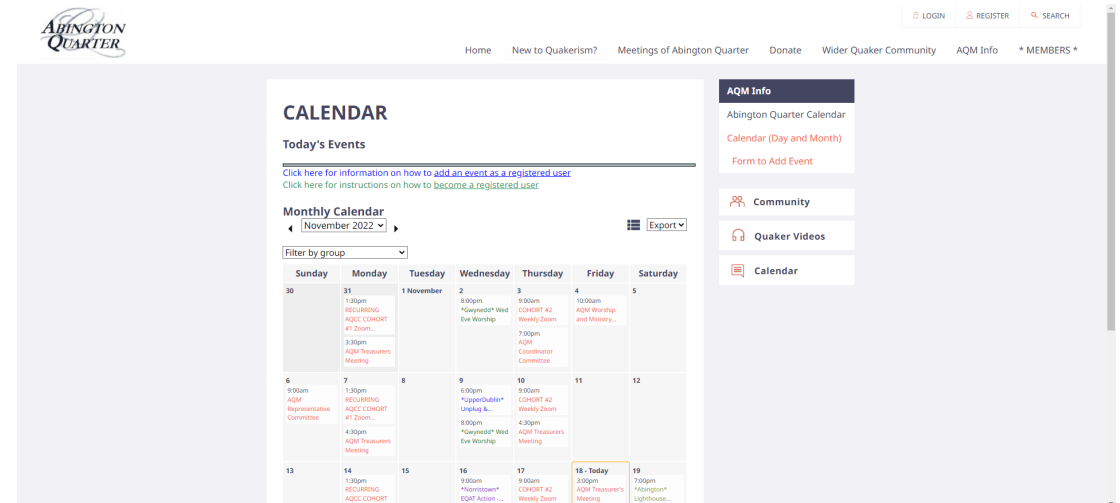 ABINGTON
QUARTER
LOGIN REGISTER SEARCH
Home New to Quakerism? Meetings of Abington Quarter Donate Wider Quaker Community AQM Info * MEMBERS *
CALENDAR
Today's Events
Click here for information on how to add an event as a registered user
Click here for instructions on how to become a registered user
Monthly Calendar
November 2022
Export
Filter by group
Sunday Monday Tuesday Wednesday Thursday Friday Saturday
30 31 1 November 2 3 4 5
1:30pm
RECURRING
AQCC COHORT
#1 Zoom...
3:30pm
AQM Treasurers
Meeting
8:00pm
*Gwynedd* Wed
Eve Worship
9:00am
COHORT #2
Weekly Zoom
7:00pm
AQM
Coordinator
Committee
10:00am
AQM Worship
and Ministry...
6 7 8 9 10 11 12
9:00am
AQM
Representative
Committee
1:30pm
RECURRING
AQCC COHORT
#1 Zoom...
4:30pm
AQM Treasurers
Meeting
6:00pm
*UpperDublin*
Unplug &...
8:00pm
*Gwynedd* Wed
Eve Worship
9:00am
COHORT #2
Weekly Zoom
4:30pm
AQM Treasurers
Meeting
13 14 15 16 17 18 - Today 19
1:30pm
RECURRING
AQCC COHORT
9:00am
*Norristown*
EQAT Action -...
9:00am
COHORT #2
Weekly Zoom
3:00pm
AQM Treasurer's
Meeting
7:00pm
*Abington*
Lighthouse...
AQM Info
Abington Quarter Calendar
Calendar (Day and Month)
Form to Add Event
Community
Quaker Videos
Calendar